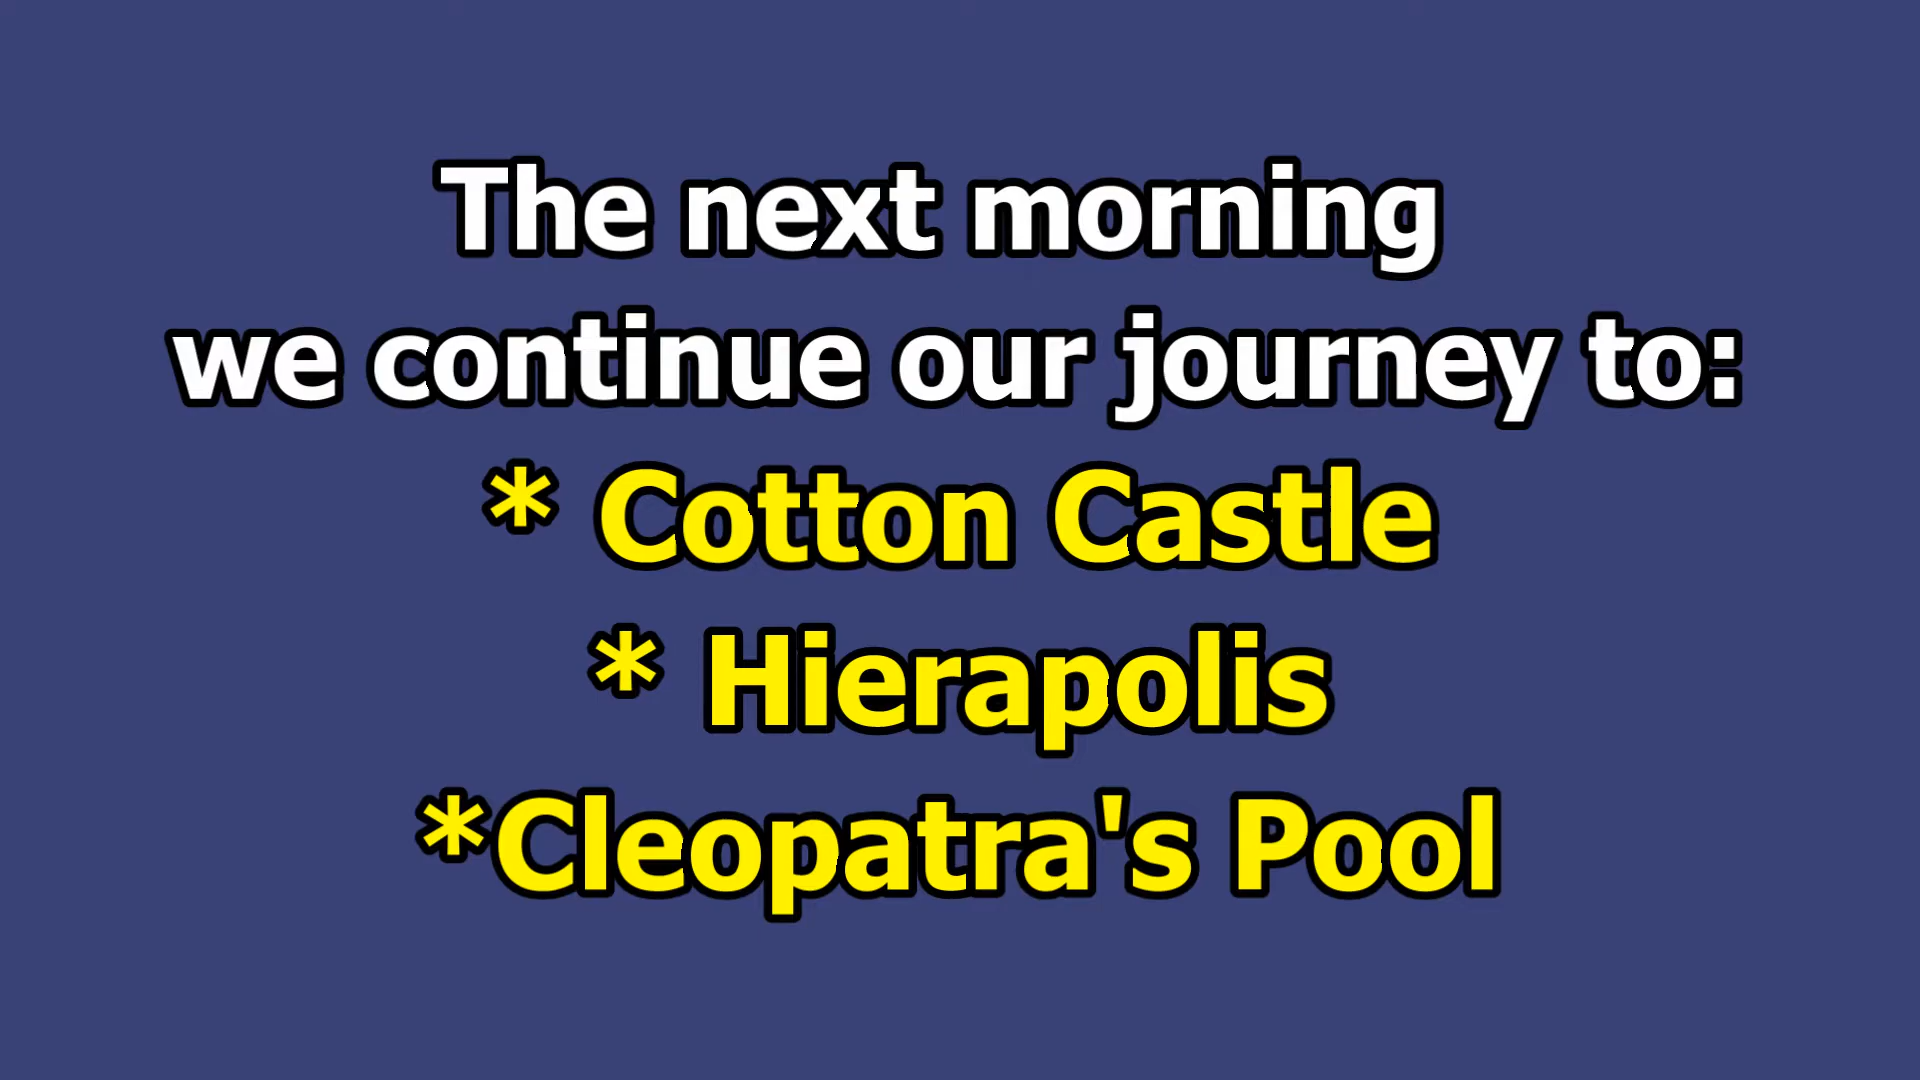 The next morning
we continue our journey to:
* Cotton Castle
* Hierapolis
*Cleopatra's Pool